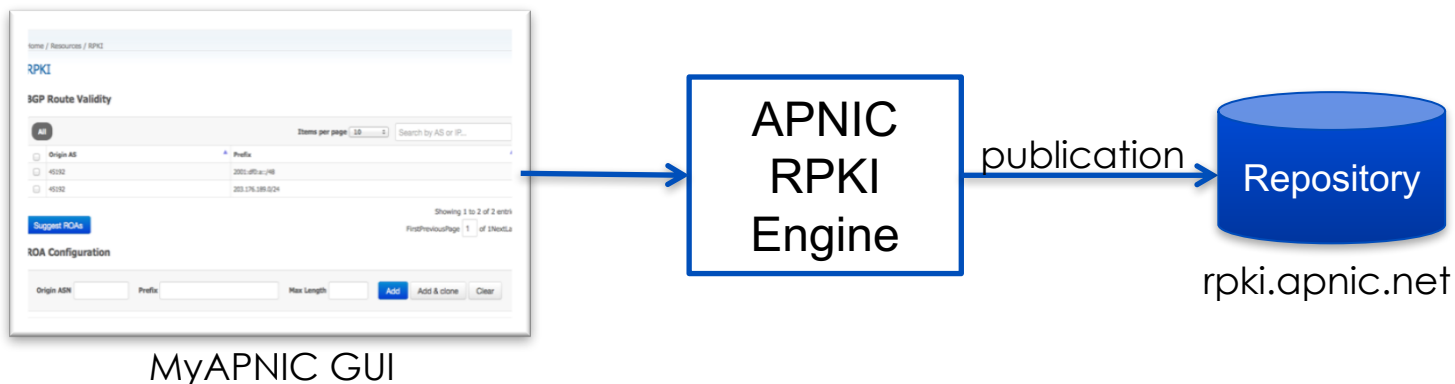 Home / Resources / RPKI
RPKI
BGP Route Validity
All
Items per page 10
Search by AS or IP...
Origin AS
Prefix
45192
45192
203.176.189.0/24
Showing 1 to 2 of 2
FirstPreviousPage 1 of 1
Suggest ROAs
ROA Configuration
Origin ASN
Prefix
Max Length
Add
Add & clone
Clear
MyAPNIC GUI
APNIC
RPKI
Engine
publication
Repository
rpki.apnic.net